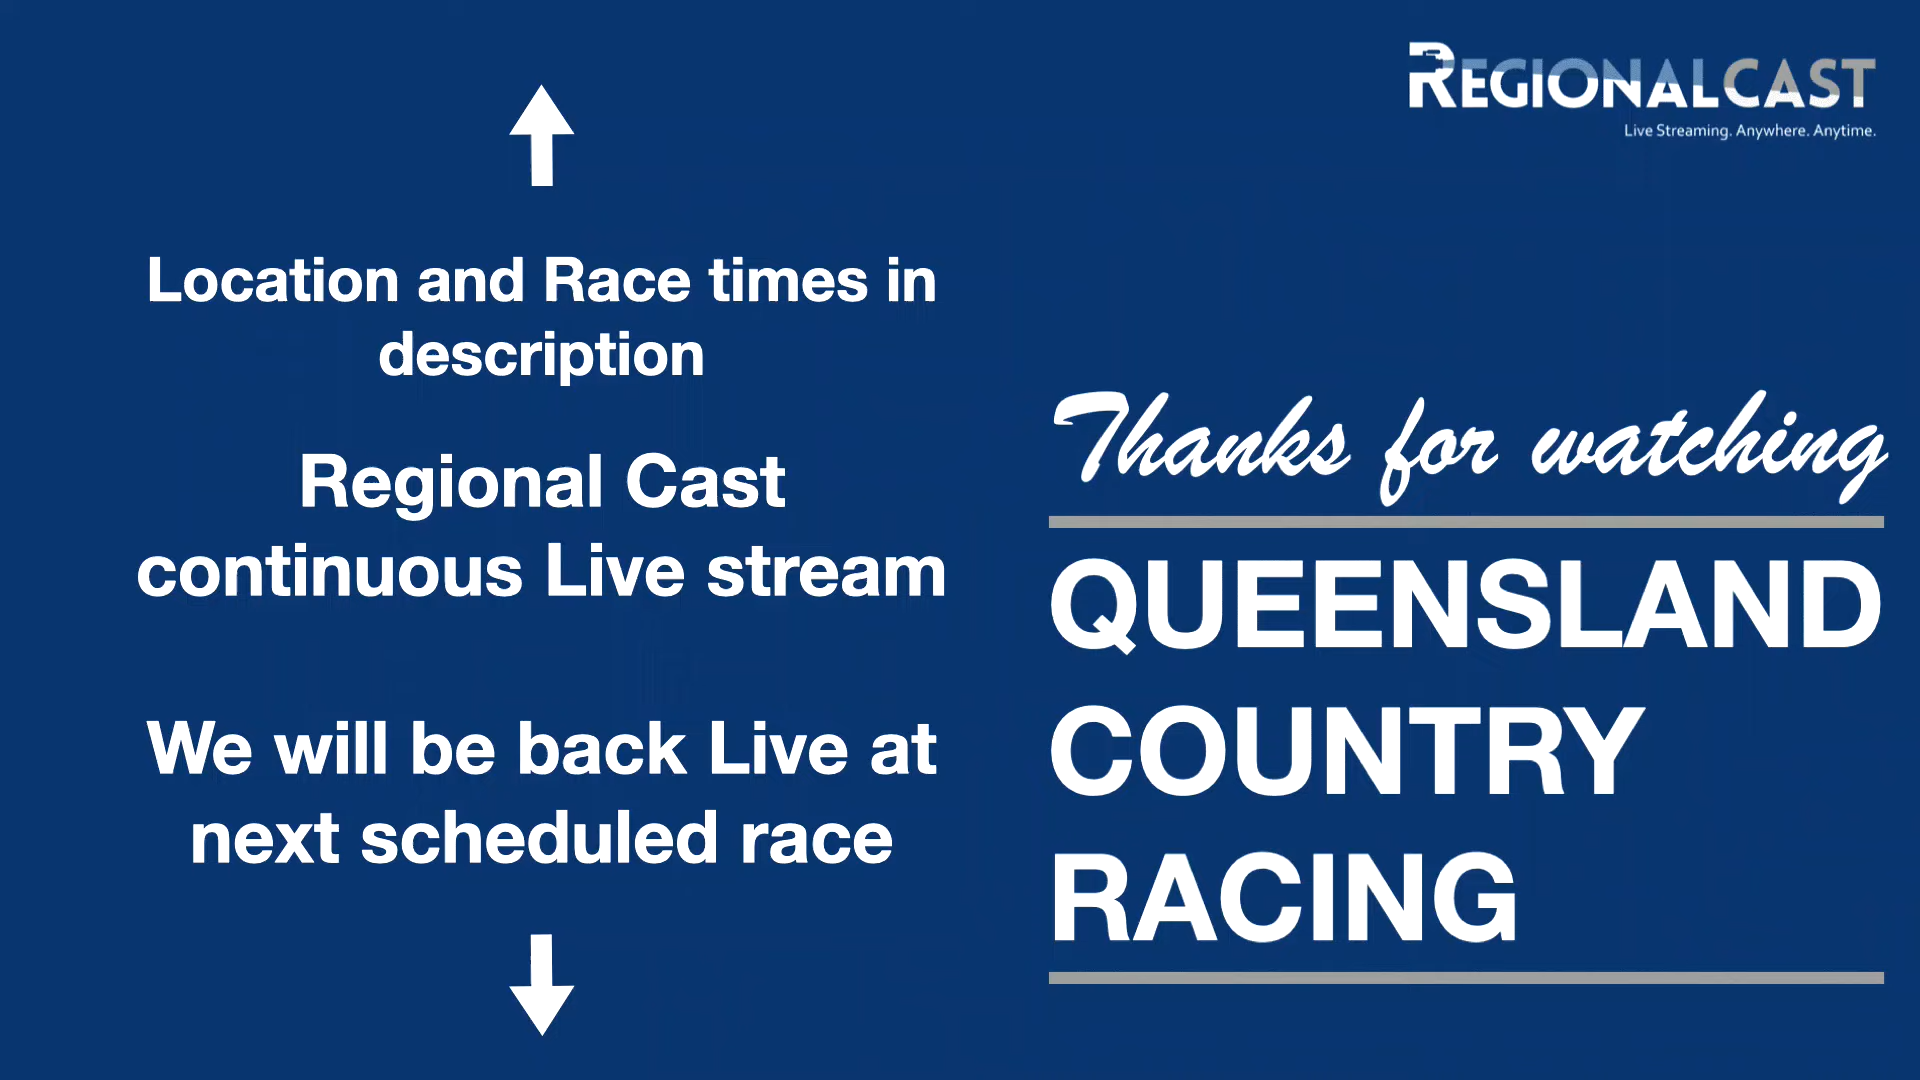 REGIONALCAST
Live Streaming. Anywhere. Anytime.
Location and Race times in
description
Regional Cast
continuous Live stream
We will be back Live at
next scheduled race
Thanks for watching
QUEENSLAND
COUNTRY
RACING